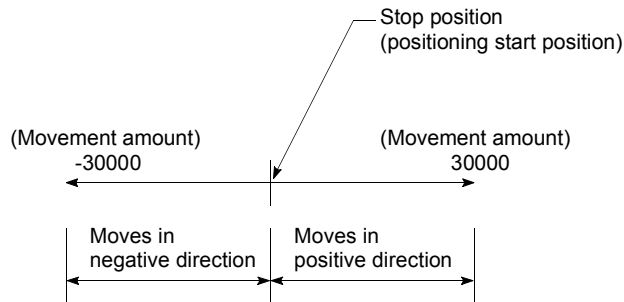 Stop position
(positioning start position)
(Movement amount)
-30000
(Movement amount)
30000
Moves in
negative direction
Moves in
positive direction